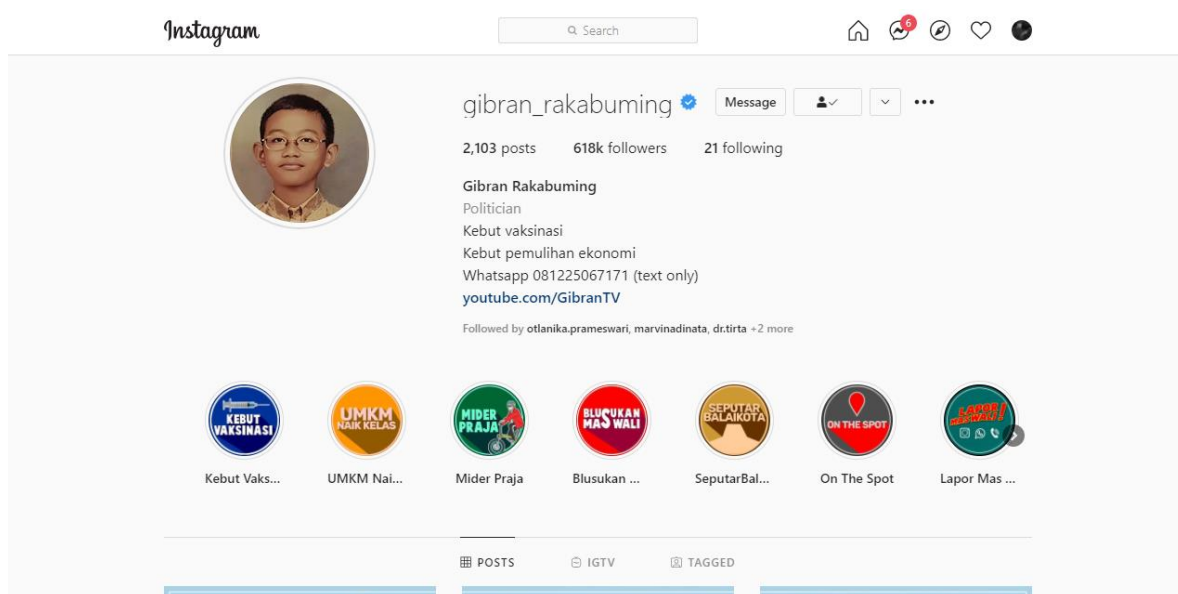 Instagram
Search
6
gibran_rakabuming Message
2,103 posts 618k followers 21 following
Gibran Rakabuming
Politician
Kebut vaksinasi
Kebut pemulihan ekonomi
Whatsapp 081225067171 (text only)
youtube.com/GibranTV
Followed by otlanika.prameswari, marvinadinata, dr.tirta +2 more
KEBUT
VAKSINASI
UMKM
NAIK KELAS
MIDER
PRAJA
BLUSUKAN
MAS WALI
SEPUTAR
BALAIKOTA
ON THE SPOT
LAPOR
MAS WALI!
Kebut Vaks... UMKM Nai... Mider Praja Blusukan ... SeputarBal... On The Spot Lapor Mas ...
POSTS IGTV TAGGED